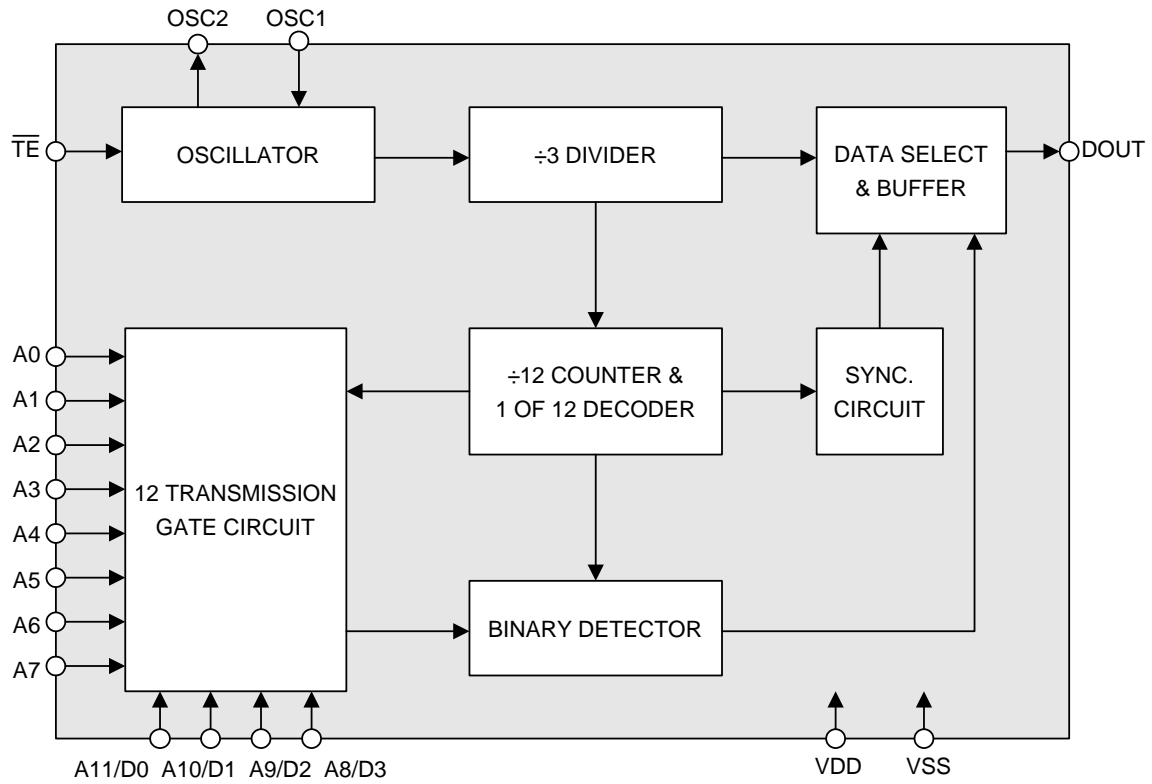 OSC2
OSC1
TE
OSCILLATOR
÷3 DIVIDER
DATA SELECT
& BUFFER
DOUT
A0
A1
A2
A3
A4
A5
A6
A7
12 TRANSMISSION
GATE CIRCUIT
÷12 COUNTER &
1 OF 12 DECODER
SYNC.
CIRCUIT
BINARY DETECTOR
A11/D0
A10/D1
A9/D2
A8/D3
VDD
VSS